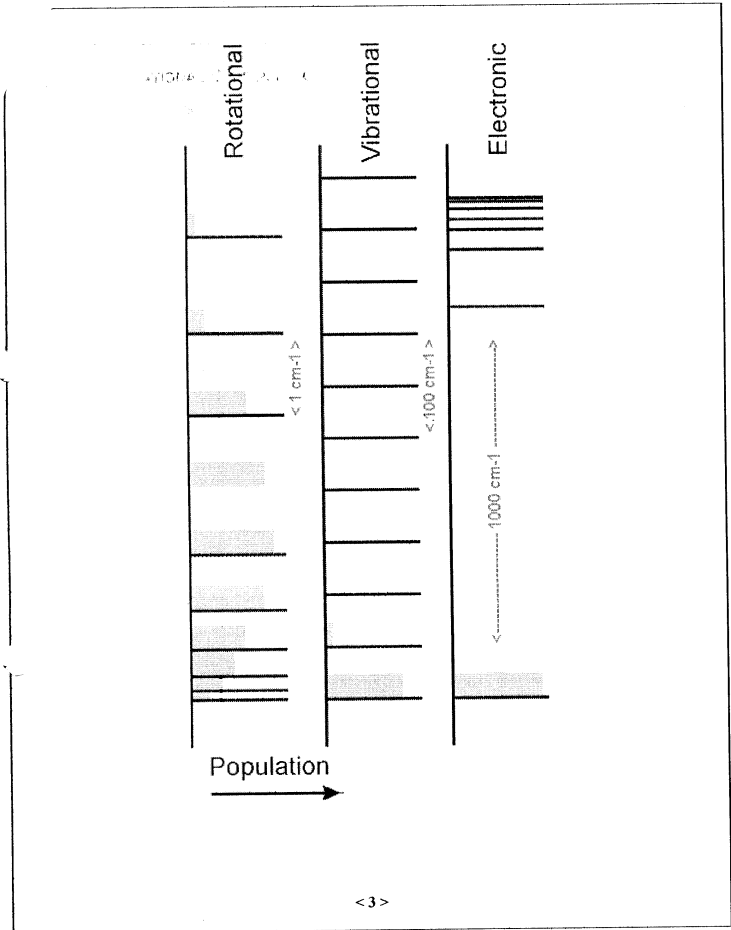 Rotational
Vibrational
Electronic
< 1 cm-1 >
< 100 cm-1 >
<---------------- 1000 cm-1 ---------------->
Population
< 3 >